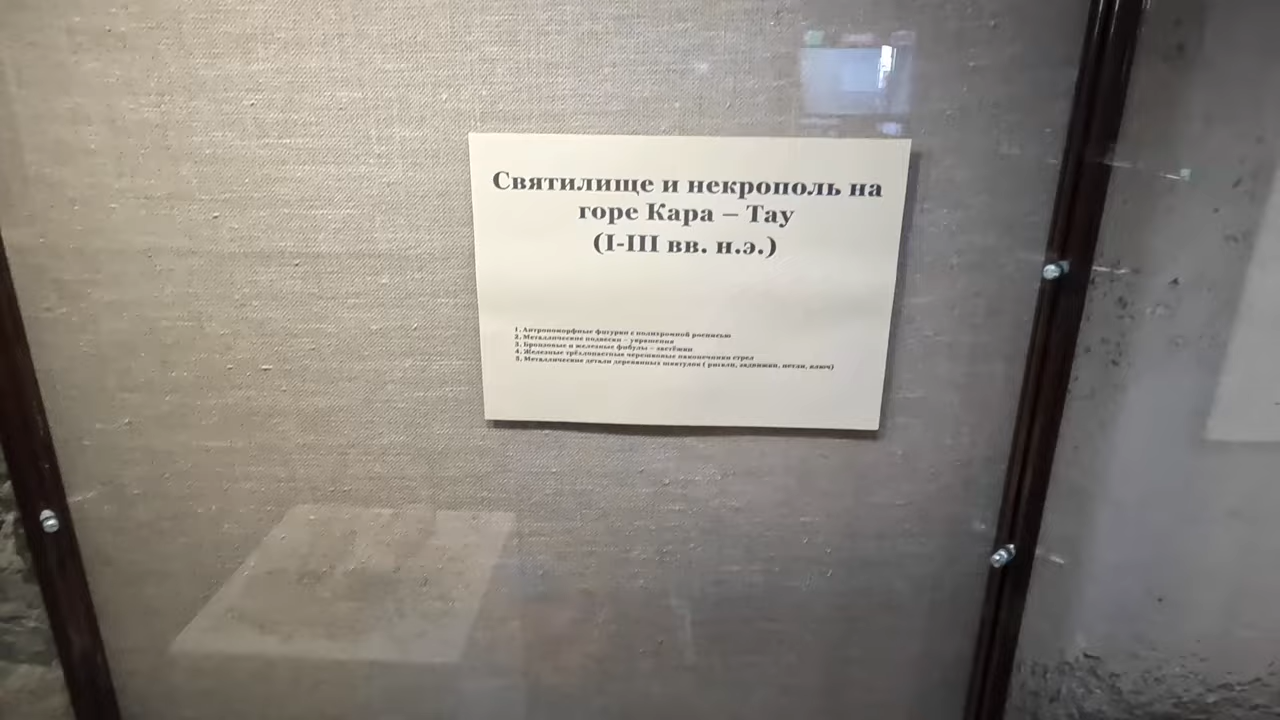 Святилище и некрополь на
горе Кара – Тау
(I-III вв. н.э.)
1. Антропоморфные фигурки с полихромной росписью
2. Металлические подвески – украшения
3. Бронзовые и железные фибулы – застёжки
4. Железные трёхлопастные черешковые наконечники стрел
5. Металлические детали деревянных шкатулок ( ригели, задвижки, петли, ключ)